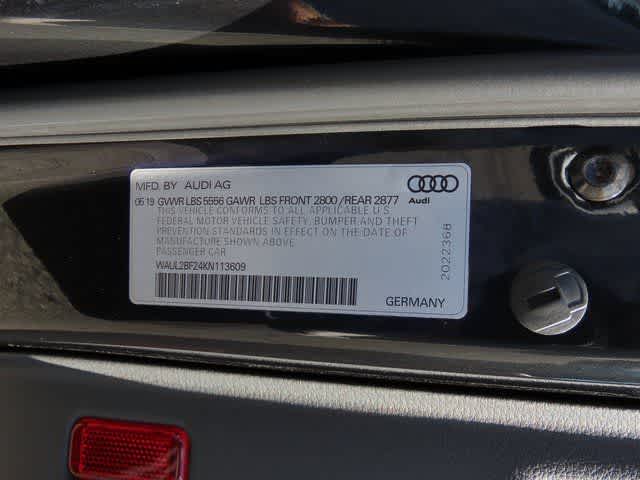 MFD. BY AUDI AG
Audi
06 19 GVWR LBS 5556 GAWR LBS FRONT 2800 / REAR 2877
THIS VEHICLE CONFORMS TO ALL APPLICABLE U S
FEDERAL MOTOR VEHICLE SAFETY, BUMPER AND THEFT
PREVENTION STANDARDS IN EFFECT ON THE DATE OF
MANUFACTURE SHOWN ABOVE
PASSENGER CAR
WAUL2BF24KN113609
GERMANY
2022368